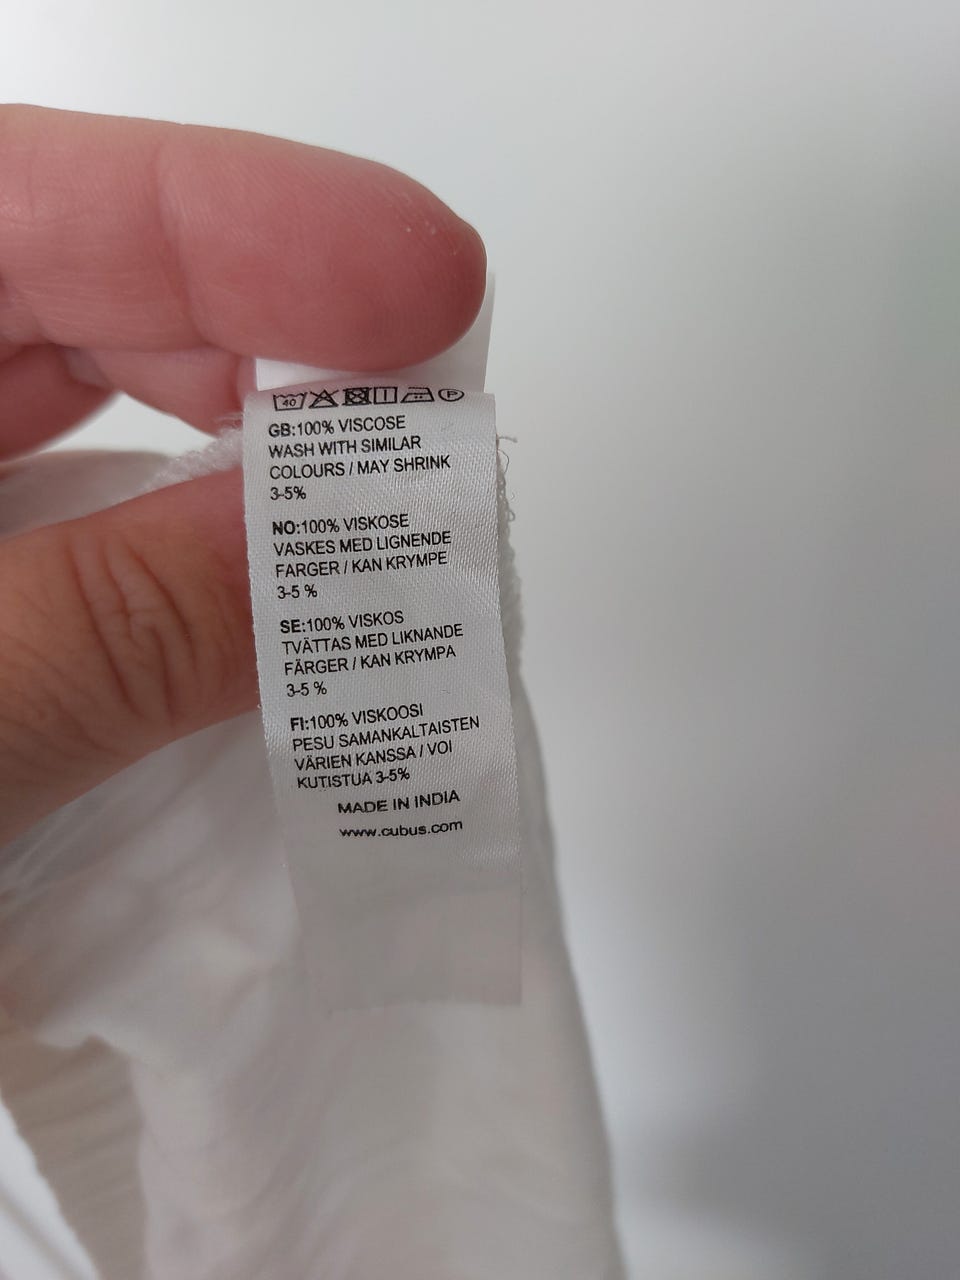 40 P
GB:100% VISCOSE
WASH WITH SIMILAR
COLOURS / MAY SHRINK
3-5%
NO:100% VISKOSE
VASKES MED LIGNENDE
FARGER / KAN KRYMPE
3-5 %
SE:100% VISKOS
TVÄTTAS MED LIKNANDE
FÄRGER / KAN KRYMPA
3-5 %
FI:100% VISKOOSI
PESU SAMANKALTAISTEN
VÄRIEN KANSSA / VOI
KUTISTUA 3-5%
MADE IN INDIA
www.cubus.com